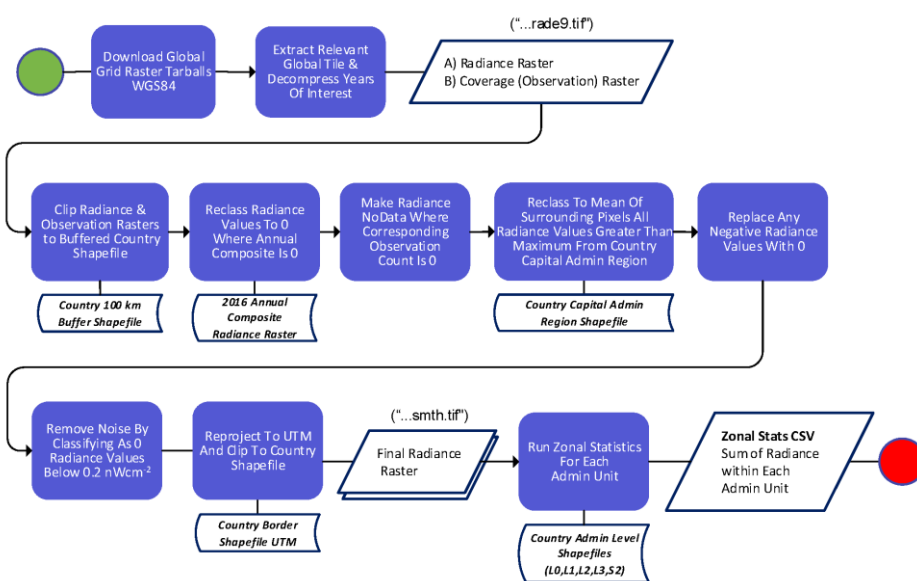 ("...rade9.tif")
Download Global
Grid Raster Tarballs
WGS84
Extract Relevant
Global Tile &
Decompress Years
Of Interest
A) Radiance Raster
B) Coverage (Observation) Raster
Clip Radiance &
Observation Rasters
to Buffered Country
Shapefile
Country 100 km
Buffer Shapefile
Reclass Radiance
Values To 0
Where Annual
Composite Is 0
2016 Annual
Composite
Radiance Raster
Make Radiance
NoData Where
Corresponding
Observation
Count Is 0
Reclass To Mean Of
Surrounding Pixels All
Radiance Values Greater Than
Maximum From Country
Capital Admin Region
Country Capital Admin
Region Shapefile
Replace Any
Negative Radiance
Values With 0
Remove Noise By
Classifying As 0
Radiance Values
Below 0.2 nWcm⁻²
Reproject To UTM
And Clip To Country
Shapefile
Country Border
Shapefile UTM
("...smth.tif")
Final Radiance
Raster
Run Zonal Statistics
For Each
Admin Unit
Country Admin Level
Shapefiles
(L0,L1,L2,L3,S2)
Zonal Stats CSV
Sum of Radiance
within Each
Admin Unit